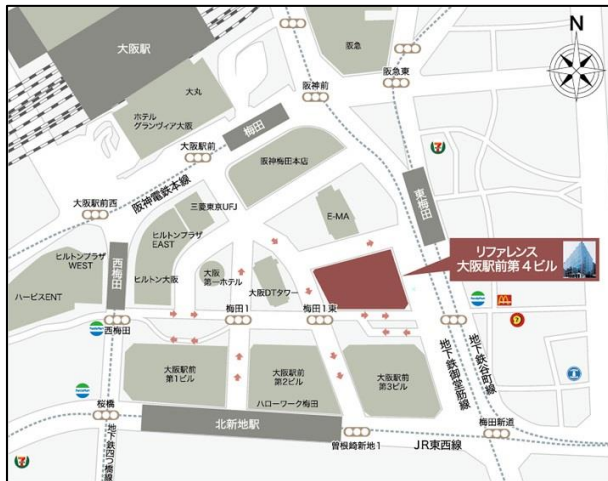 N
大阪駅
阪急
阪急東
阪神前
大丸
ホテル
グランヴィア大阪
梅田
大阪駅前
阪神梅田本店
大阪駅前西
阪神電鉄本線
三菱東京UFJ
東梅田
E-MA
ヒルトンプラザ
EAST
ヒルトンプラザ
WEST
西梅田
ヒルトン大阪
大阪
第一ホテル
大阪DTタワー
リファレンス
大阪駅前第4ビル
ハービスENT
西梅田
梅田1
梅田1東
地下鉄御堂筋線
地下鉄谷町線
大阪駅前
第1ビル
大阪駅前
第2ビル
大阪駅前
第3ビル
ハローワーク梅田
桜橋
北新地駅
曽根崎新地1
梅田新道
JR東西線
地下鉄四つ橋線
7
7